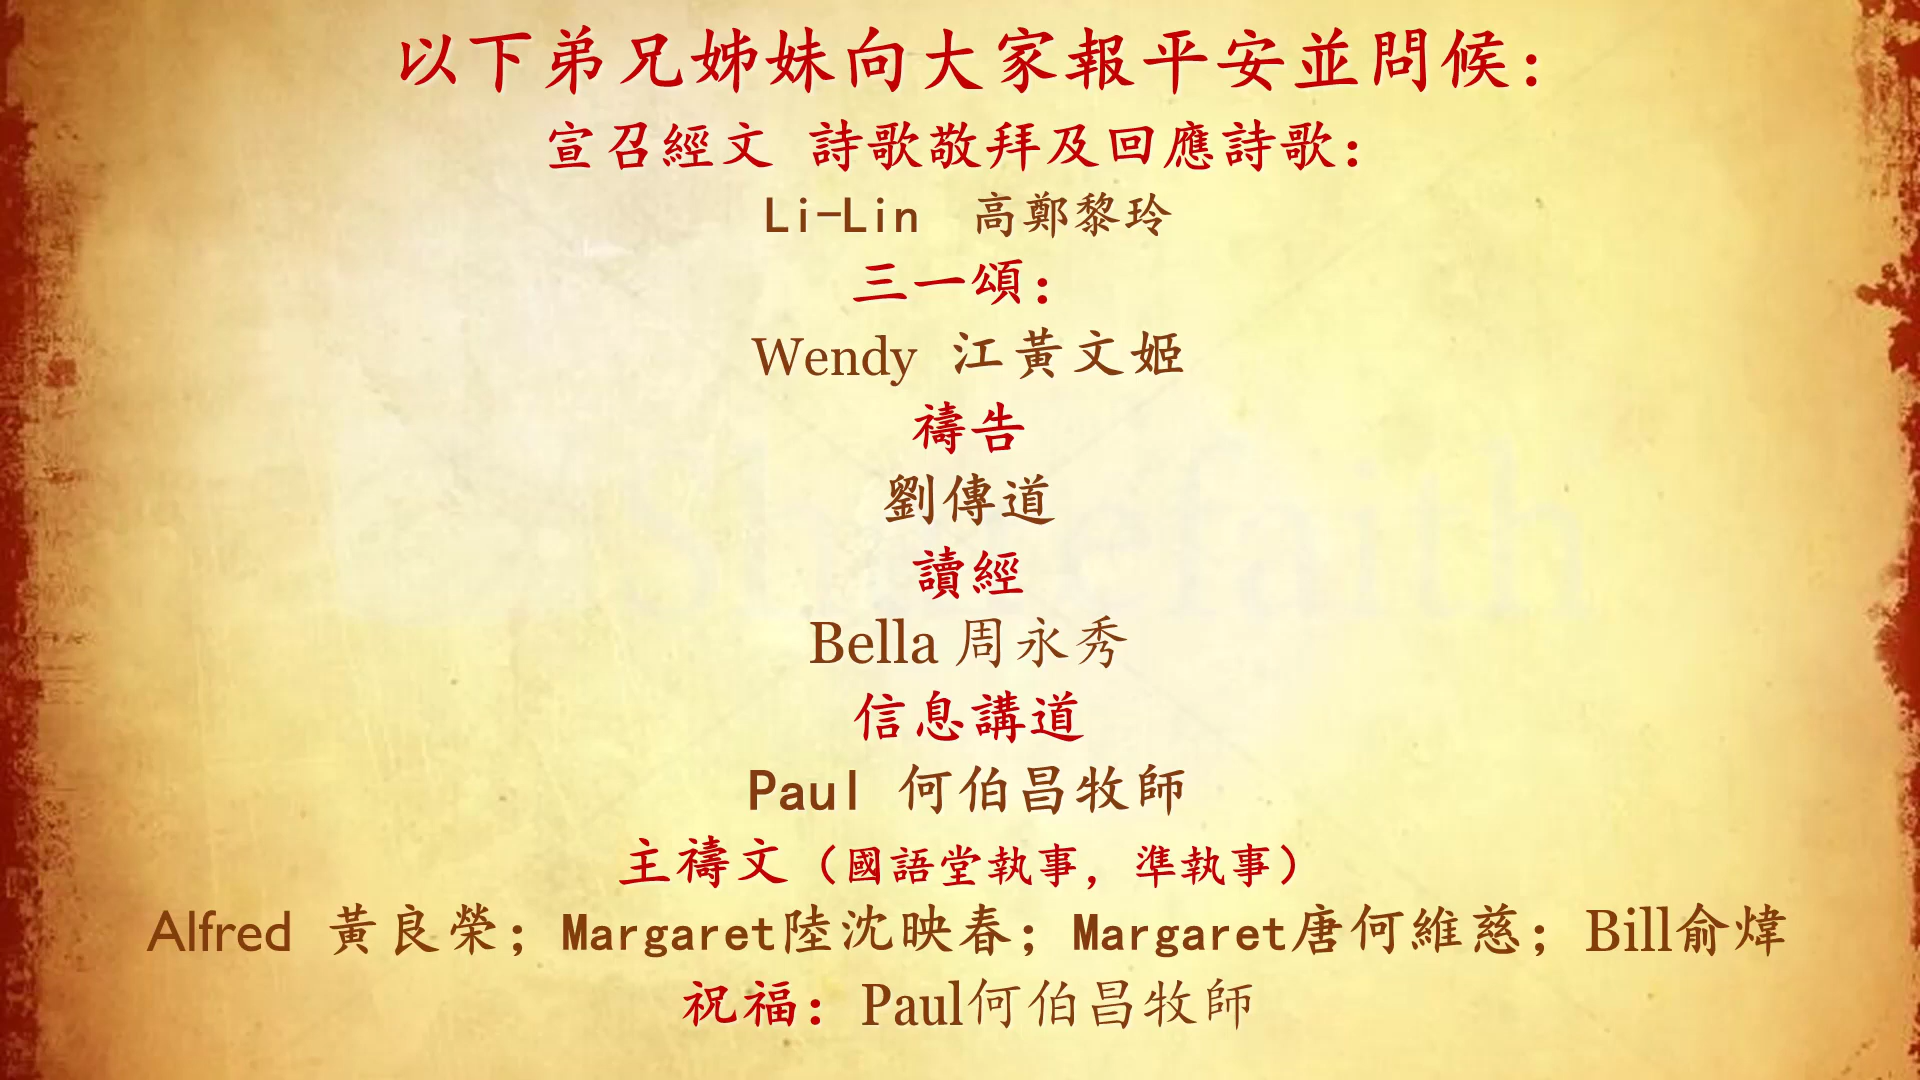 以下弟兄姊妹向大家報平安並問候：
宣召經文 詩歌敬拜及回應詩歌：
Li-Lin 高鄭黎玲
三一頌：
Wendy 江黃文姬
禱告
劉傳道
讀經
Bella 周永秀
信息講道
Paul 何伯昌牧師
主禱文（國語堂執事，準執事）
Alfred 黃良榮；Margaret陸沈映春；Margaret唐何維慈；Bill俞煒
祝福：Paul何伯昌牧師
Sharefaith